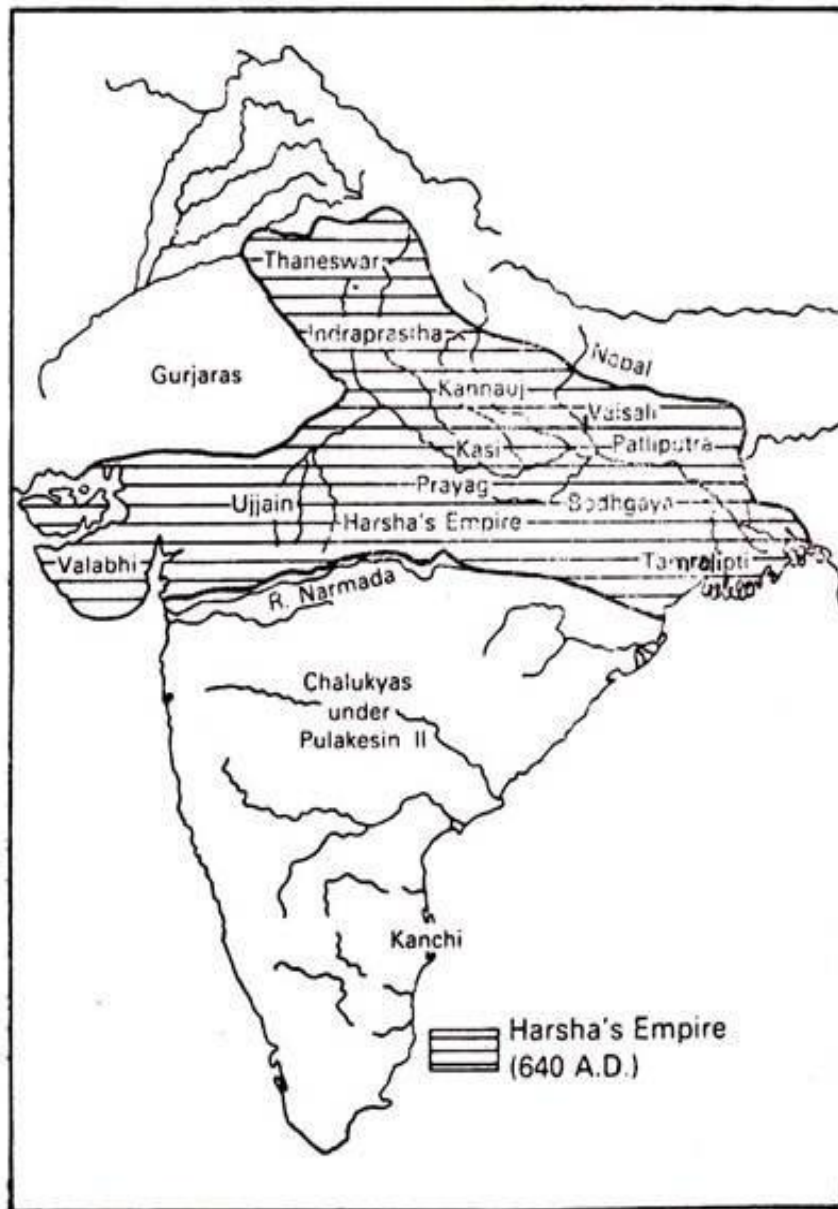 Thaneswar
Indraprastha
Nepal
Gurjaras
Kannauj
Vaisali
Kasi
Patliputra
Prayag
Ujjain
Bodhgaya
Harsha's Empire
Valabhi
Tamralipti
R. Narmada
Chalukyas
under
Pulakesin II
Kanchi
Harsha's Empire
(640 A.D.)